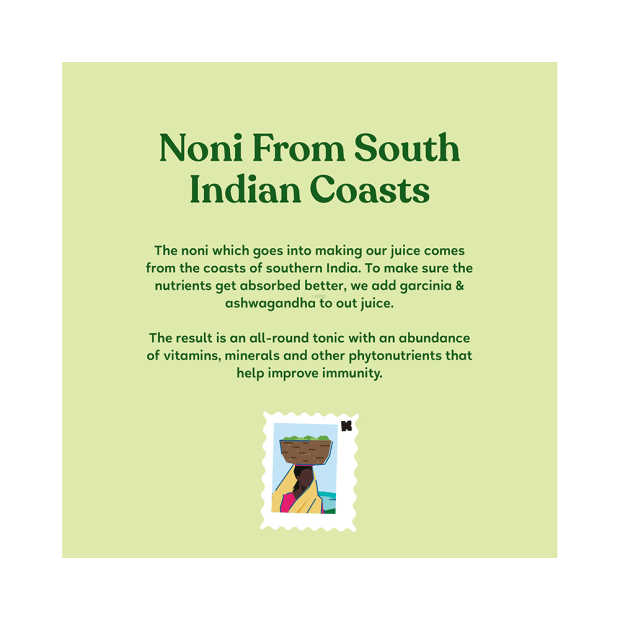 Noni From South
Indian Coasts
The noni which goes into making our juice comes
from the coasts of southern India. To make sure the
nutrients get absorbed better, we add garcinia &
ashwagandha to out juice.
The result is an all-round tonic with an abundance
of vitamins, minerals and other phytonutrients that
help improve immunity.